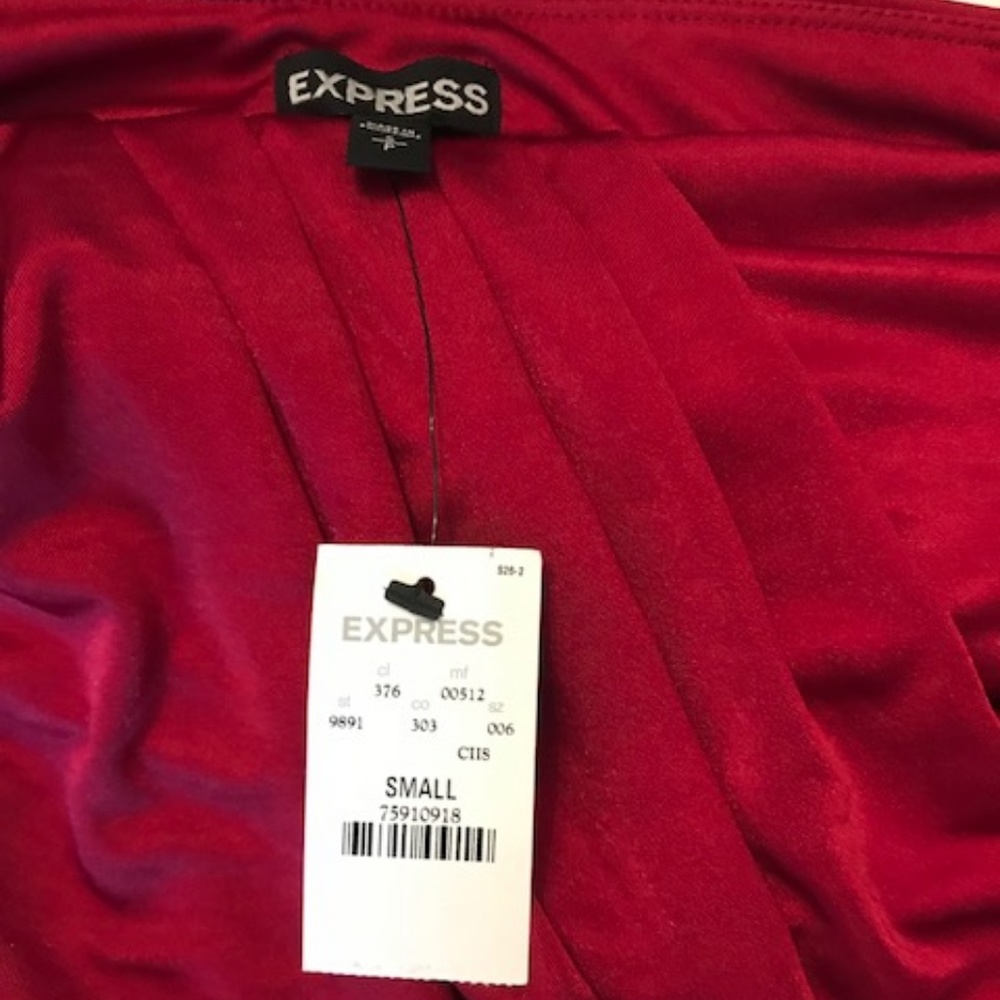 EXPRESS
P
S26-2
EXPRESS
cl mf
376 00512
st co sz
9891 303 006
CIIS
SMALL
75910918